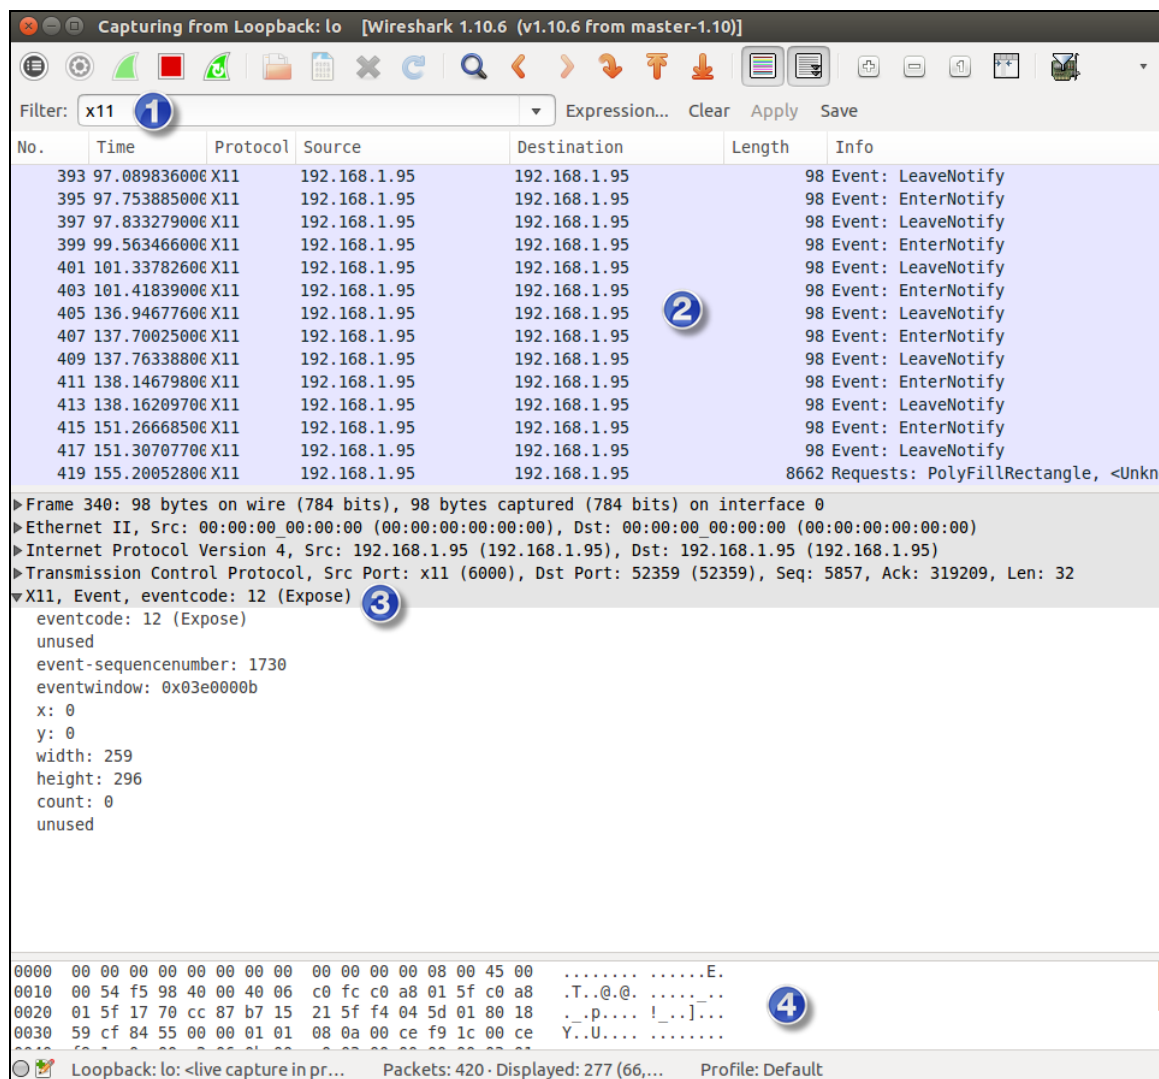 Capturing from Loopback: lo [Wireshark 1.10.6 (v1.10.6 from master-1.10)]
Filter: x11 1 Expression... Clear Apply Save
No. Time Protocol Source Destination Length Info
393 97.089836000 X11 192.168.1.95 192.168.1.95 98 Event: LeaveNotify
395 97.753885000 X11 192.168.1.95 192.168.1.95 98 Event: EnterNotify
397 97.833279000 X11 192.168.1.95 192.168.1.95 98 Event: LeaveNotify
399 99.563466000 X11 192.168.1.95 192.168.1.95 98 Event: EnterNotify
401 101.33782600 X11 192.168.1.95 192.168.1.95 98 Event: LeaveNotify
403 101.41839000 X11 192.168.1.95 192.168.1.95 98 Event: EnterNotify
405 136.94677600 X11 192.168.1.95 192.168.1.95 2 98 Event: LeaveNotify
407 137.70025000 X11 192.168.1.95 192.168.1.95 98 Event: EnterNotify
409 137.76338800 X11 192.168.1.95 192.168.1.95 98 Event: LeaveNotify
411 138.14679800 X11 192.168.1.95 192.168.1.95 98 Event: EnterNotify
413 138.16209700 X11 192.168.1.95 192.168.1.95 98 Event: LeaveNotify
415 151.26668500 X11 192.168.1.95 192.168.1.95 98 Event: EnterNotify
417 151.30707700 X11 192.168.1.95 192.168.1.95 98 Event: LeaveNotify
419 155.20052800 X11 192.168.1.95 192.168.1.95 8662 Requests: PolyFillRectangle, <Unkn
Frame 340: 98 bytes on wire (784 bits), 98 bytes captured (784 bits) on interface 0
Ethernet II, Src: 00:00:00_00:00:00 (00:00:00:00:00:00), Dst: 00:00:00_00:00:00 (00:00:00:00:00:00)
Internet Protocol Version 4, Src: 192.168.1.95 (192.168.1.95), Dst: 192.168.1.95 (192.168.1.95)
Transmission Control Protocol, Src Port: x11 (6000), Dst Port: 52359 (52359), Seq: 5857, Ack: 319209, Len: 32
X11, Event, eventcode: 12 (Expose) 3
eventcode: 12 (Expose)
unused
event-sequencenumber: 1730
eventwindow: 0x03e0000b
x: 0
y: 0
width: 259
height: 296
count: 0
unused
0000 00 00 00 00 00 00 00 00 00 00 00 00 08 00 45 00 ........ ......E.
0010 00 54 f5 98 40 00 40 06 c0 fc c0 a8 01 5f c0 a8 .T..@.@. ....._..
0020 01 5f 17 70 cc 87 b7 15 21 5f f4 04 5d 01 80 18 ._.p.... !_..]... 4
0030 59 cf 84 55 00 00 01 01 08 0a 00 ce f9 1c 00 ce Y..U.... ........
Loopback: lo: <live capture in pr... Packets: 420 · Displayed: 277 (66,... Profile: Default